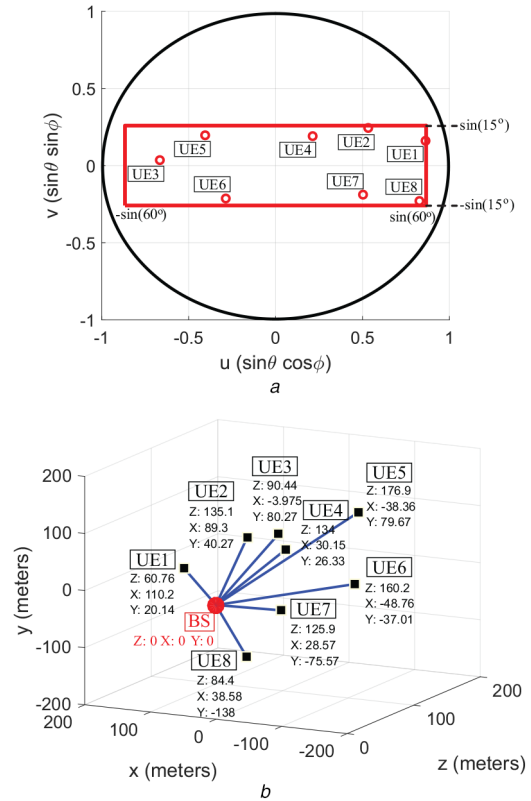 1
0.5
0
-0.5
-1
-1
-0.5
0
0.5
1
v (sinθ sinϕ)
u (sinθ cosϕ)
sin(15°)
-sin(15°)
-sin(60°)
sin(60°)
UE5
UE4
UE2
UE1
UE3
UE6
UE7
UE8
a
200
100
0
-100
-200
y (meters)
200
100
0
-100
-200
x (meters)
0
100
200
z (meters)
UE1
Z: 60.76
X: 110.2
Y: 20.14
UE2
Z: 135.1
X: 89.3
Y: 40.27
UE3
Z: 90.44
X: -3.975
Y: 80.27
UE4
Z: 134
X: 30.15
Y: 26.33
UE5
Z: 176.9
X: -38.36
Y: 79.67
UE6
Z: 160.2
X: -48.76
Y: -37.01
UE7
Z: 125.9
X: 28.57
Y: -75.57
UE8
Z: 84.4
X: 38.58
Y: -138
BS
Z: 0 X: 0 Y: 0
b